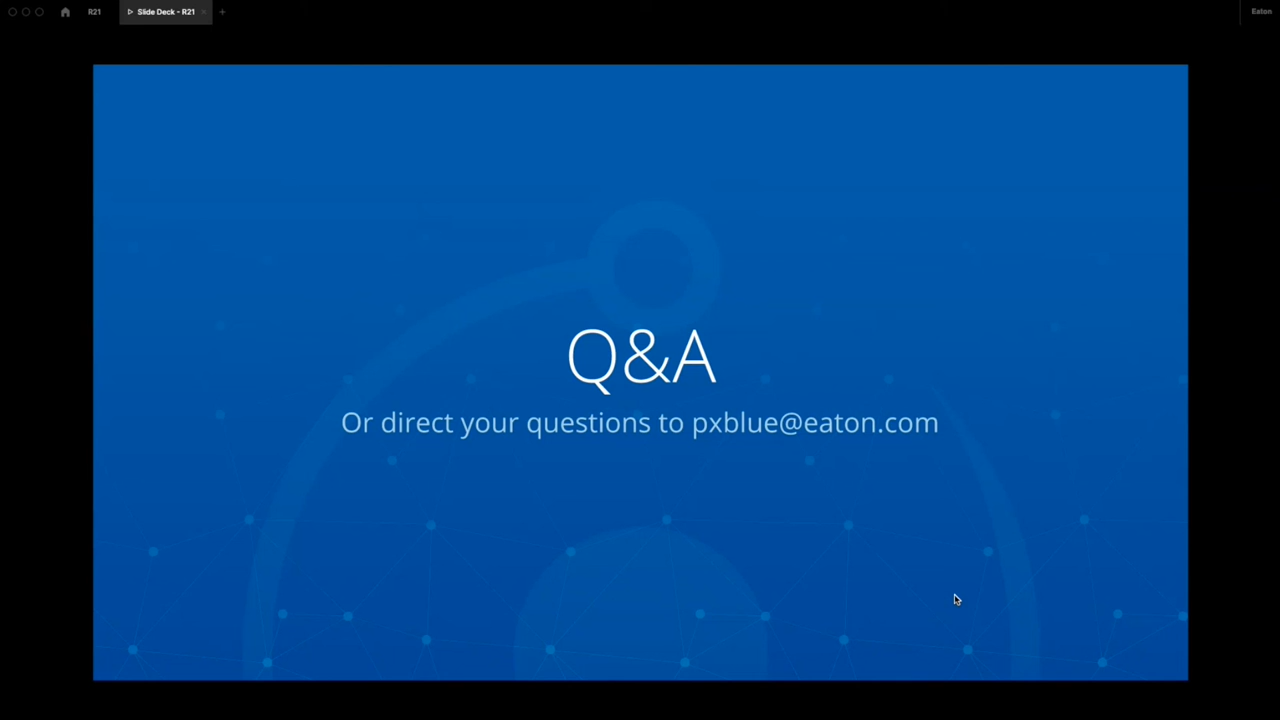 R21
Slide Deck - R21
Eaton
Q&A
Or direct your questions to pxblue@eaton.com